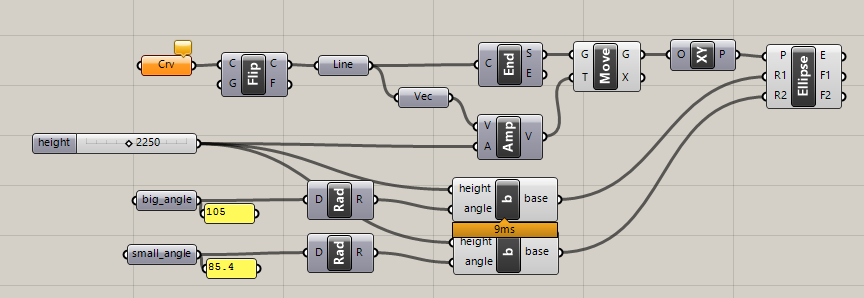 Crv
C
G
Flip
C
F
Line
Vec
C
End
S
E
G
T
Move
G
X
O
XY
P
P
R1
R2
Ellipse
E
F1
F2
V
A
Amp
V
height
2250
big_angle
105
D
Rad
R
height
angle
b
base
9ms
small_angle
85.4
D
Rad
R
height
angle
b
base